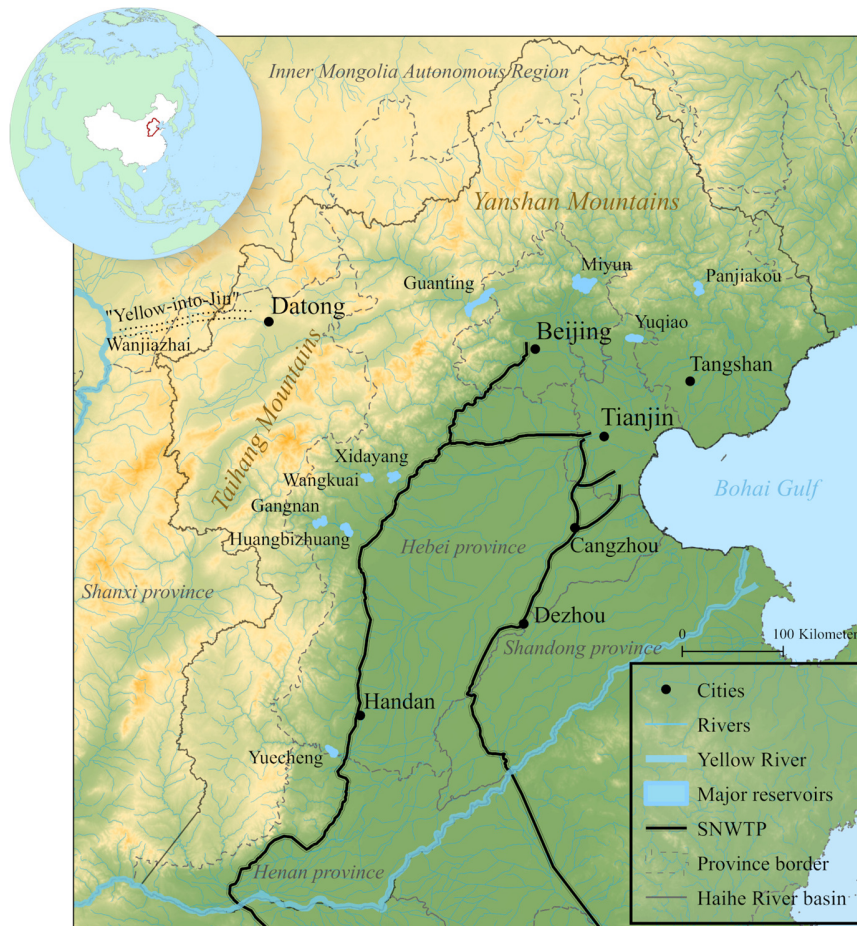 Inner Mongolia Autonomous Region
Yanshan Mountains
Guanting
Miyun
Panjiakou
"Yellow-into-Jin"
Datong
Wanjiazhai
Beijing
Yuqiao
Tangshan
Taihang Mountains
Tianjin
Xidayang
Wangkuai
Gangnan
Huangbizhuang
Bohai Gulf
Hebei province
Cangzhou
Shanxi province
Dezhou
Shandong province
0 100 Kilometer
Handan
Yuecheng
Henan province
Cities
Rivers
Yellow River
Major reservoirs
SNWTP
Province border
Haihe River basin